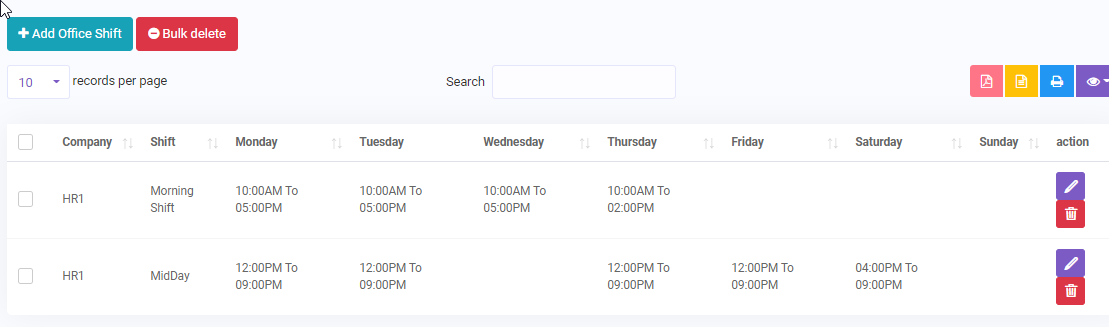 Add Office Shift Bulk delete
10 records per page Search
Company Shift Monday Tuesday Wednesday Thursday Friday Saturday Sunday action
Morning 10:00AM To 10:00AM To 10:00AM To 10:00AM To
HR1
Shift 05:00PM 05:00PM 05:00PM 02:00PM
12:00PM To 12:00PM To 12:00PM To 12:00PM To 04:00PM To
HR1 MidDay
09:00PM 09:00PM 09:00PM 09:00PM 09:00PM